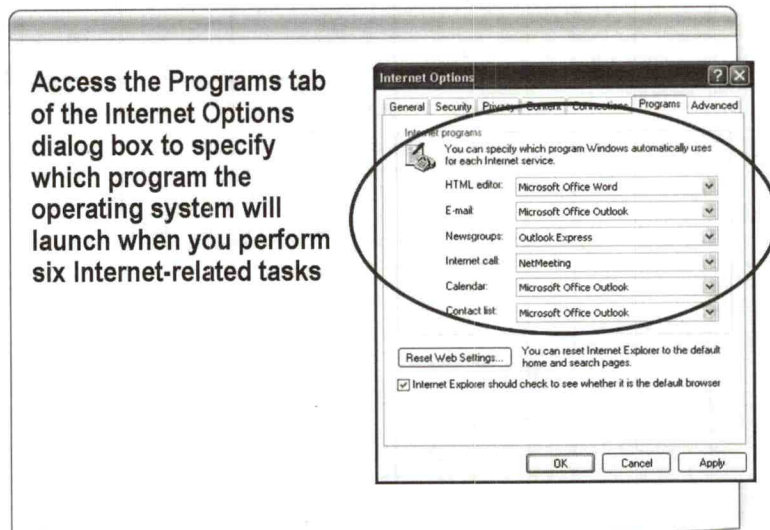 Access the Programs tab
of the Internet Options
dialog box to specify
which program the
operating system will
launch when you perform
six Internet-related tasks
Internet Options
General Security Privacy Content Connections Programs Advanced
Internet programs
You can specify which program Windows automatically uses
for each Internet service.
HTML editor: Microsoft Office Word
E-mail: Microsoft Office Outlook
Newsgroups: Outlook Express
Internet call: NetMeeting
Calendar: Microsoft Office Outlook
Contact list: Microsoft Office Outlook
Reset Web Settings... You can reset Internet Explorer to the default
home and search pages.
Internet Explorer should check to see whether it is the default browser
OK Cancel Apply